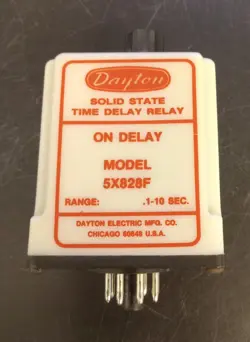 Dayton
SOLID STATE
TIME DELAY RELAY
ON DELAY
MODEL
5X828F
RANGE: .1-10 SEC.
DAYTON ELECTRIC MFG. CO.
CHICAGO 60648 U.S.A.